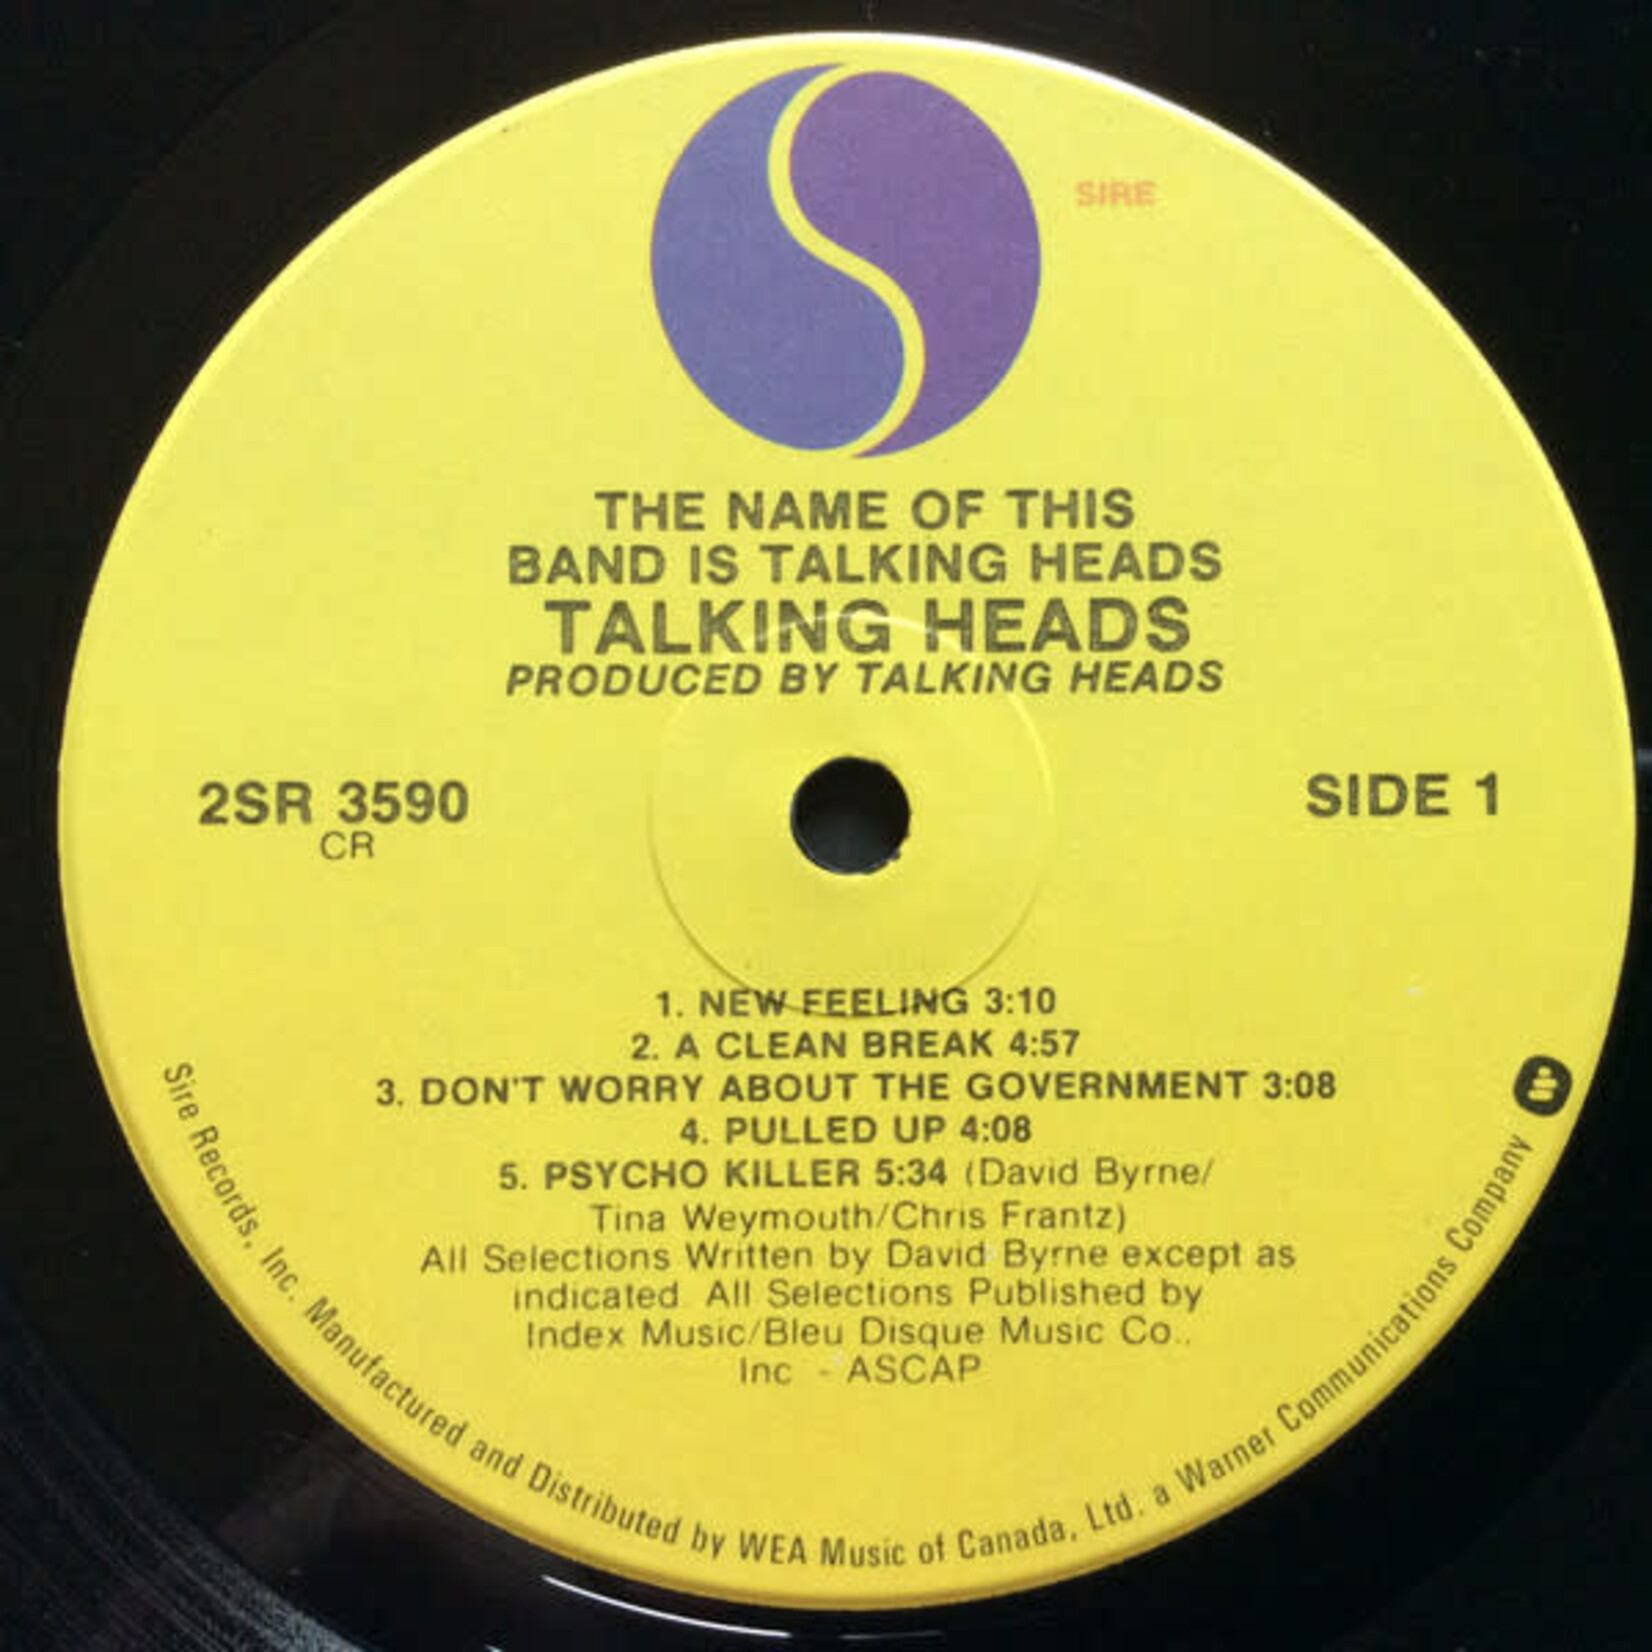 SIRE
THE NAME OF THIS
BAND IS TALKING HEADS
TALKING HEADS
PRODUCED BY TALKING HEADS
2SR 3590
CR
SIDE 1
1. NEW FEELING 3:10
2. A CLEAN BREAK 4:57
3. DON'T WORRY ABOUT THE GOVERNMENT 3:08
4. PULLED UP 4:08
5. PSYCHO KILLER 5:34 (David Byrne/
Tina Weymouth/Chris Frantz)
All Selections Written by David Byrne except as
indicated. All Selections Published by
Index Music/Bleu Disque Music Co.,
Inc - ASCAP
Sire Records, Inc. Manufactured and Distributed by WEA Music of Canada, Ltd. a Warner Communications Company